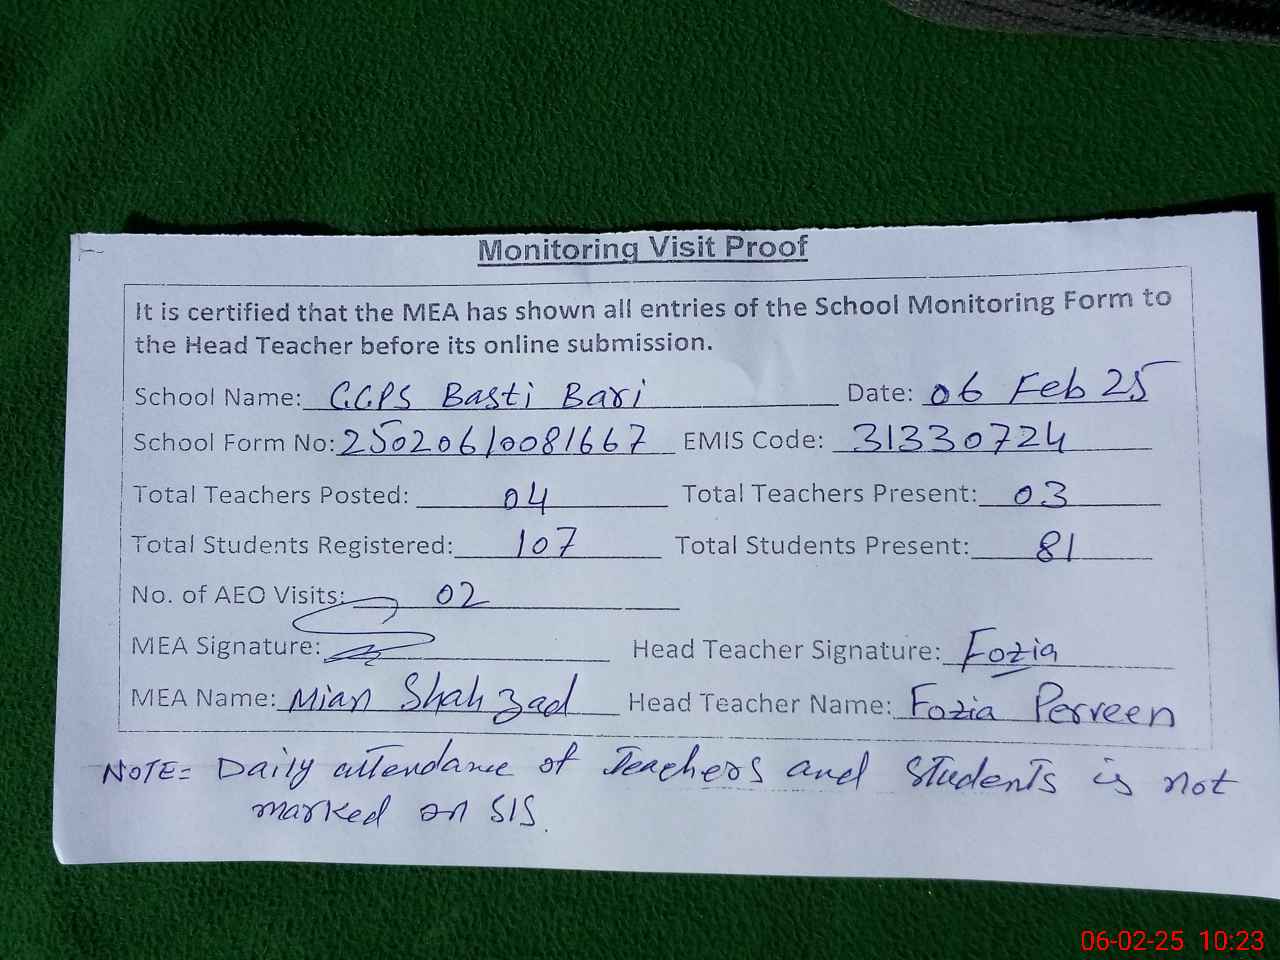 Monitoring Visit Proof
It is certified that the MEA has shown all entries of the School Monitoring Form to
the Head Teacher before its online submission.
School Name: GGPS Basti Bari Date: 06 Feb 25
School Form No: 25020610081667 EMIS Code: 31330724
Total Teachers Posted: 04 Total Teachers Present: 03
Total Students Registered: 107 Total Students Present: 81
No. of AEO Visits: 02
MEA Signature: Head Teacher Signature: Fozia
MEA Name: Mian Shahzad Head Teacher Name: Fozia Perveen
NOTE= Daily attendance of Teachers and Students is not
marked on SIS.
06-02-25 10:23